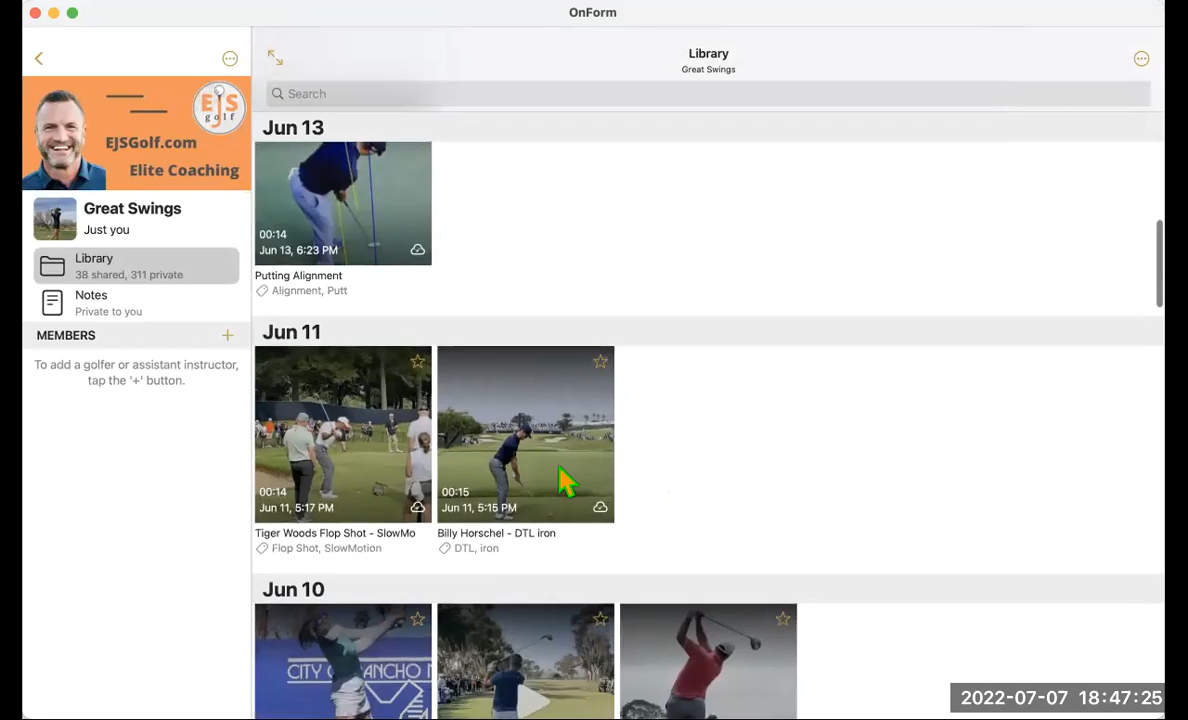 OnForm
Library
Great Swings
Search
EJS
golf
EJSGolf.com
Elite Coaching
Great Swings
Just you
Library
38 shared, 311 private
Notes
Private to you
MEMBERS
To add a golfer or assistant instructor,
tap the '+' button.
Jun 13
00:14
Jun 13, 6:23 PM
Putting Alignment
Alignment, Putt
Jun 11
00:14
Jun 11, 5:17 PM
Tiger Woods Flop Shot - SlowMo
Flop Shot, SlowMotion
00:15
Jun 11, 5:15 PM
Billy Horschel - DTL iron
DTL, iron
Jun 10
CITY OF
2022-07-07 18:47:25